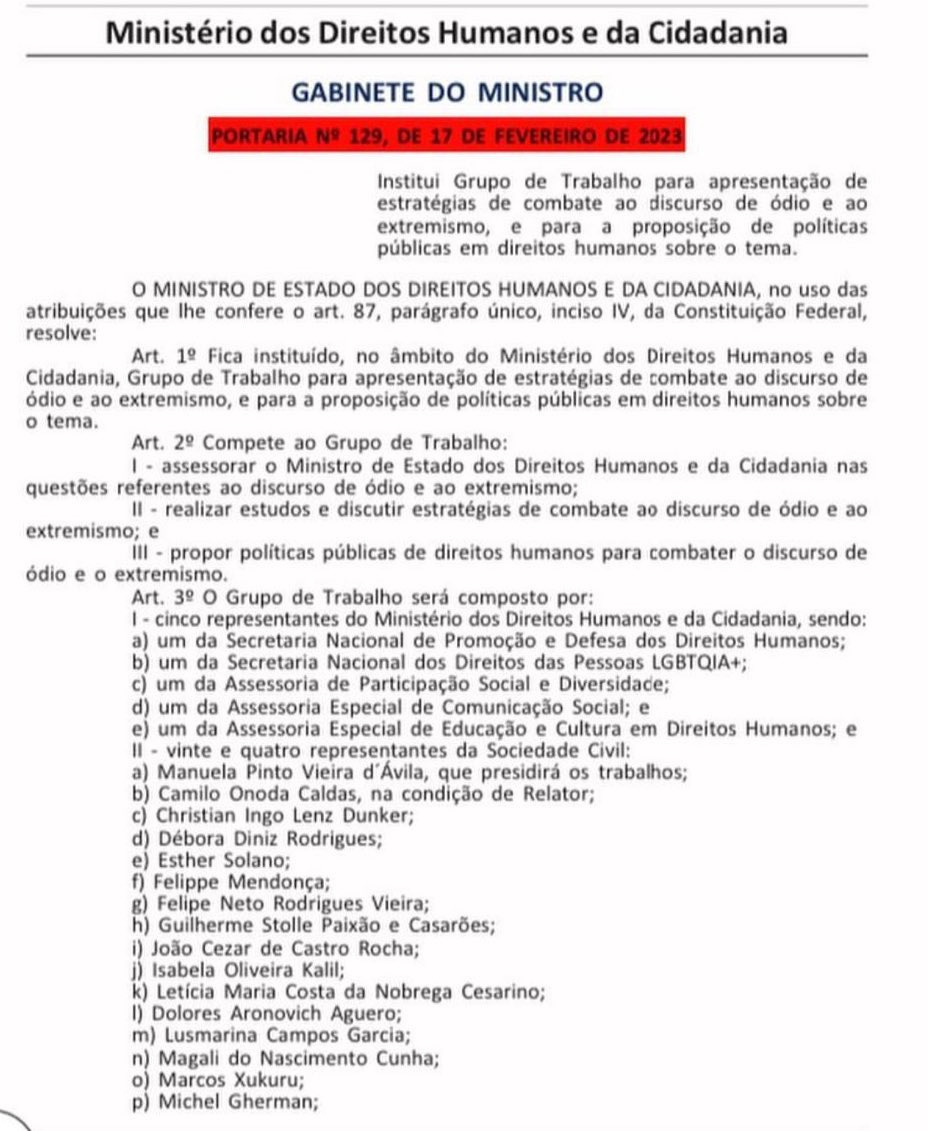 Ministério dos Direitos Humanos e da Cidadania
GABINETE DO MINISTRO
PORTARIA Nº 129, DE 17 DE FEVEREIRO DE 2023
Institui Grupo de Trabalho para apresentação de
estratégias de combate ao discurso de ódio e ao
extremismo, e para a proposição de políticas
públicas em direitos humanos sobre o tema.
O MINISTRO DE ESTADO DOS DIREITOS HUMANOS E DA CIDADANIA, no uso das
atribuições que lhe confere o art. 87, parágrafo único, inciso IV, da Constituição Federal,
resolve:
Art. 1º Fica instituído, no âmbito do Ministério dos Direitos Humanos e da
Cidadania, Grupo de Trabalho para apresentação de estratégias de combate ao discurso de
ódio e ao extremismo, e para a proposição de políticas públicas em direitos humanos sobre
o tema.
Art. 2º Compete ao Grupo de Trabalho:
I - assessorar o Ministro de Estado dos Direitos Humanos e da Cidadania nas
questões referentes ao discurso de ódio e ao extremismo;
II - realizar estudos e discutir estratégias de combate ao discurso de ódio e ao
extremismo; e
III - propor políticas públicas de direitos humanos para combater o discurso de
ódio e o extremismo.
Art. 3º O Grupo de Trabalho será composto por:
I - cinco representantes do Ministério dos Direitos Humanos e da Cidadania, sendo:
a) um da Secretaria Nacional de Promoção e Defesa dos Direitos Humanos;
b) um da Secretaria Nacional dos Direitos das Pessoas LGBTQIA+;
c) um da Assessoria de Participação Social e Diversidade;
d) um da Assessoria Especial de Comunicação Social; e
e) um da Assessoria Especial de Educação e Cultura em Direitos Humanos; e
II - vinte e quatro representantes da Sociedade Civil:
a) Manuela Pinto Vieira d´Ávila, que presidirá os trabalhos;
b) Camilo Onoda Caldas, na condição de Relator;
c) Christian Ingo Lenz Dunker;
d) Débora Diniz Rodrigues;
e) Esther Solano;
f) Felippe Mendonça;
g) Felipe Neto Rodrigues Vieira;
h) Guilherme Stolle Paixão e Casarões;
i) João Cezar de Castro Rocha;
j) Isabela Oliveira Kalil;
k) Letícia Maria Costa da Nobrega Cesarino;
l) Dolores Aronovich Aguero;
m) Lusmarina Campos Garcia;
n) Magali do Nascimento Cunha;
o) Marcos Xukuru;
p) Michel Gherman;